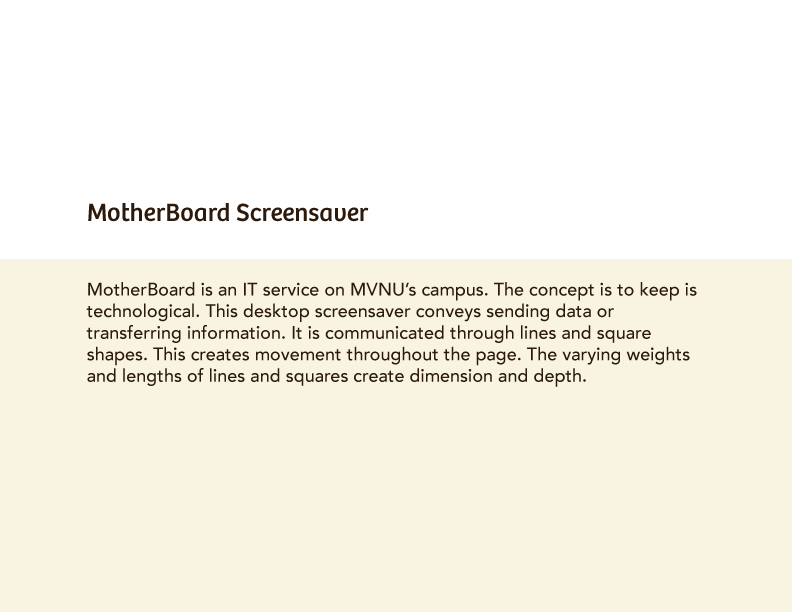 MotherBoard Screensaver
MotherBoard is an IT service on MVNU’s campus. The concept is to keep is
technological. This desktop screensaver conveys sending data or
transferring information. It is communicated through lines and square
shapes. This creates movement throughout the page. The varying weights
and lengths of lines and squares create dimension and depth.